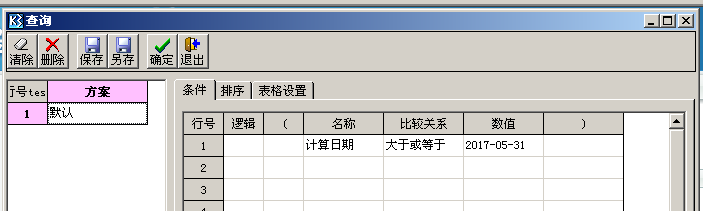 K3 查询
清除 删除 保存 另存 确定 退出
行号tes 方案
1 默认
条件 排序 表格设置
行号 逻辑 ( 名称 比较关系 数值 )
1 计算日期 大于或等于 2017-05-31
2
3